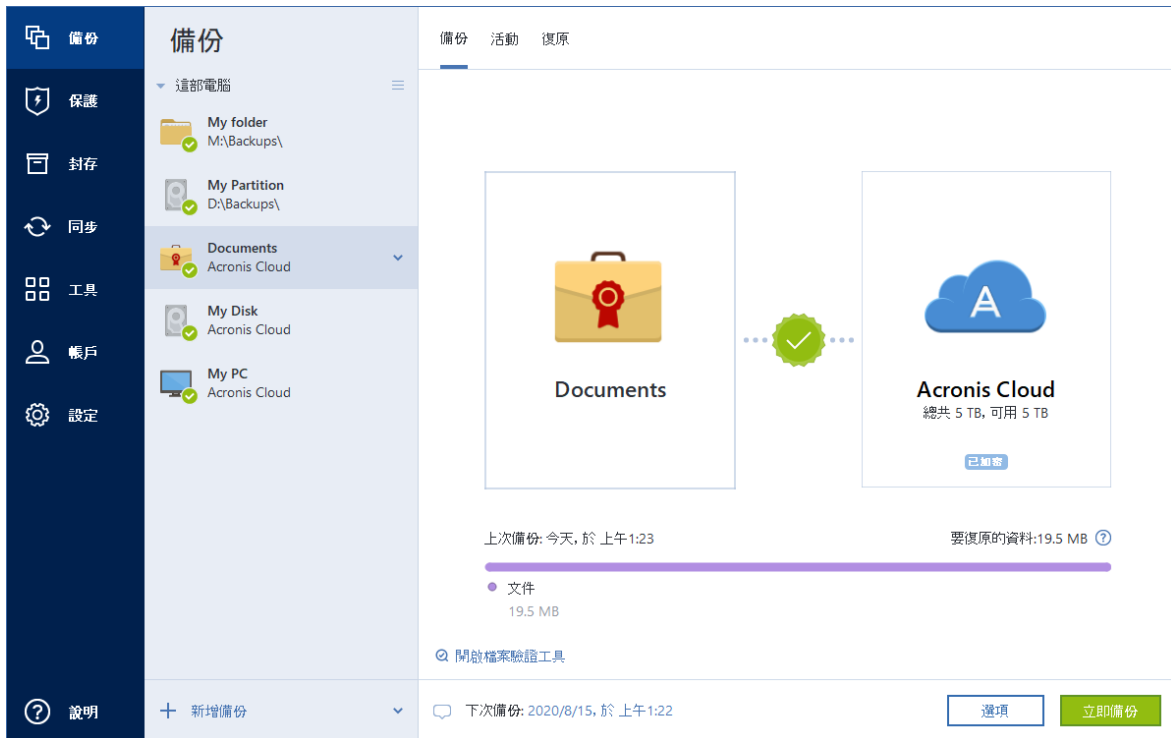 備份
保護
封存
同步
工具
帳戶
設定
說明
備份
這部電腦
My folder
M:\Backups\
My Partition
D:\Backups\
Documents
Acronis Cloud
My Disk
Acronis Cloud
My PC
Acronis Cloud
新增備份
備份 活動 復原
Documents
A
Acronis Cloud
總共 5 TB, 可用 5 TB
已加密
上次備份: 今天, 於 上午1:23
要復原的資料:19.5 MB ?
文件
19.5 MB
開啟檔案驗證工具
下次備份: 2020/8/15, 於 上午1:22
選項
立即備份